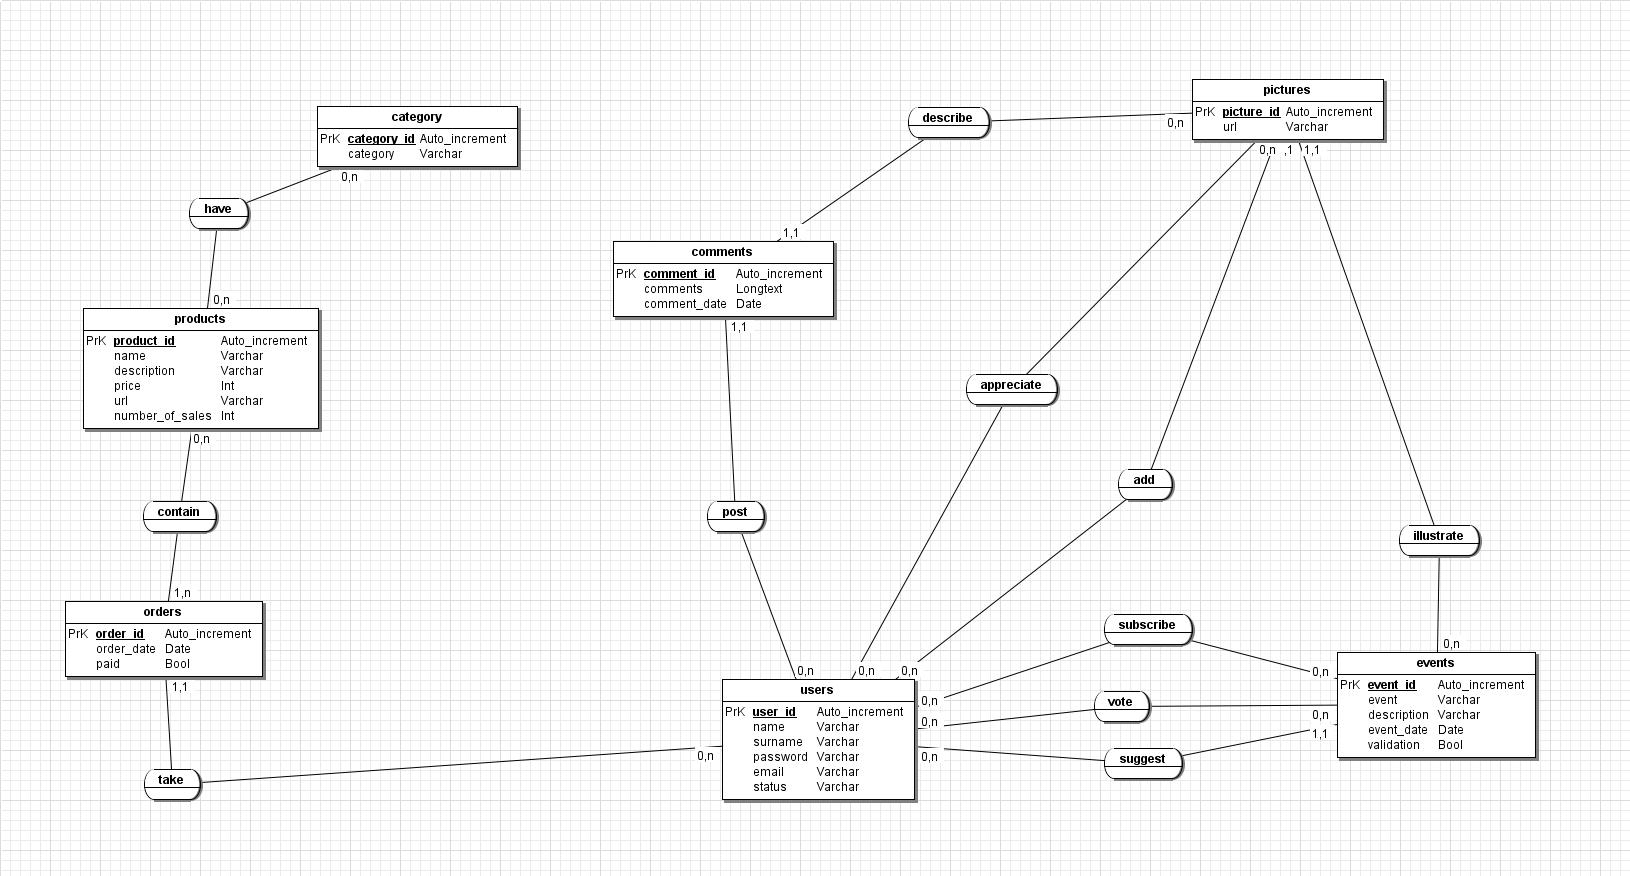 pictures
PrK picture_id Auto_increment
url Varchar
category
PrK category_id Auto_increment
category Varchar
describe
0,n
0,n ,1 1,1
0,n
have
1,1
comments
PrK comment_id Auto_increment
comments Longtext
comment_date Date
1,1
0,n
products
PrK product_id Auto_increment
name Varchar
description Varchar
price Int
url Varchar
number_of_sales Int
0,n
appreciate
add
contain
post
illustrate
1,n
orders
PrK order_id Auto_increment
order_date Date
paid Bool
1,1
subscribe
0,n
0,n 0,n 0,n
0,n
events
PrK event_id Auto_increment
event Varchar
description Varchar
event_date Date
validation Bool
users
PrK user_id Auto_increment
name Varchar
surname Varchar
password Varchar
email Varchar
status Varchar
0,n
vote
0,n
0,n
1,1
0,n
0,n
suggest
take